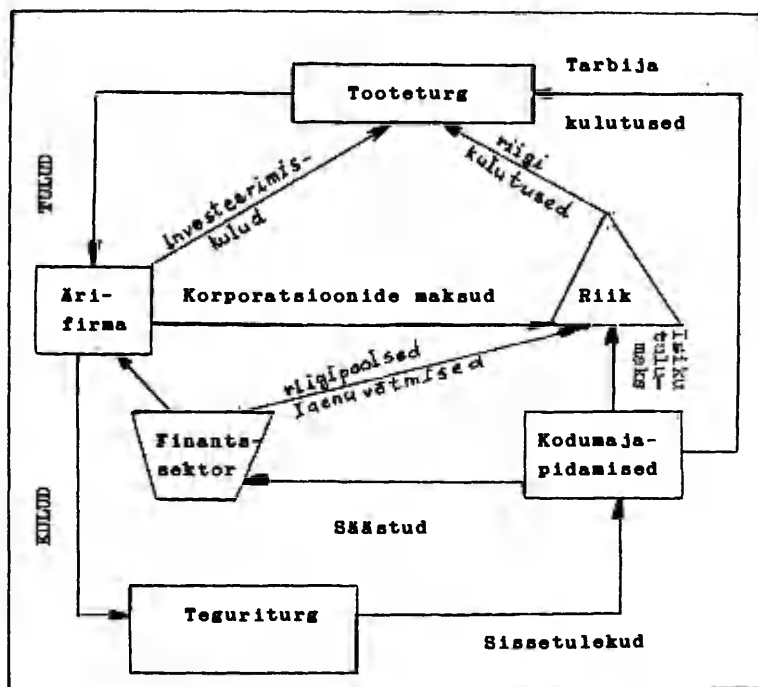 Tarbija
Tooteturg
kulutused
TULUD
Investeerimis-
kulud
riigi
kulutused
Äri-
firma
Korporatsioonide maksud
Riik
Isiku
tulu-
maks
riigipoolsed
laenuvõtmised
Finants-
sektor
Kodumaja-
pidamised
KULUD
Säästud
Teguriturg
Sissetulekud